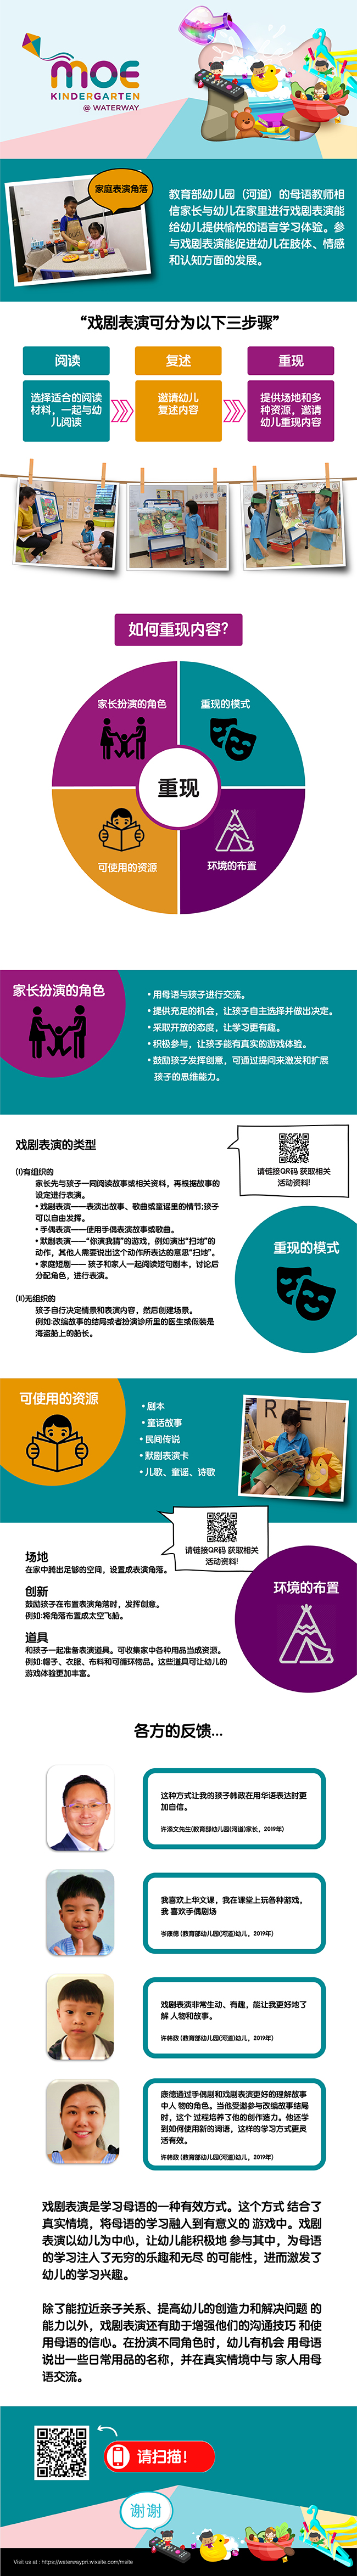 moe
KINDERGARTEN
@ WATERWAY
家庭表演角落
教育部幼儿园（河道）的母语教师相
信家长与幼儿在家里进行戏剧表演能
给幼儿提供愉悦的语言学习体验。参
与戏剧表演能促进幼儿在肢体、情感
和认知方面的发展。
“戏剧表演可分为以下三步骤”
阅读
复述
重现
选择适合的阅读
材料，一起与幼
儿阅读
邀请幼儿
复述内容
提供场地和多
种资源，邀请
幼儿重现内容
如何重现内容?
家长扮演的角色
重现的模式
重现
可使用的资源
环境的布置
家长扮演的角色
• 用母语与孩子进行交流。
• 提供充足的机会，让孩子自主选择并做出决定。
• 采取开放的态度，让学习更有趣。
• 积极参与，让孩子能有真实的游戏体验。
• 鼓励孩子发挥创意，可通过提问来激发和扩展
孩子的思维能力。
戏剧表演的类型
请链接QR码 获取相关
活动资料!
(I)有组织的
家长先与孩子一同阅读故事或相关资料，再根据故事的
设定进行表演。
• 戏剧表演——表演出故事、歌曲或童谣里的情节;孩子
可以自由发挥。
• 手偶表演——使用手偶表演故事或歌曲。
• 默剧表演——“你演我猜”的游戏，例如演出“扫地”的
动作，其他人需要说出这个动作所表达的意思“扫地”。
• 家庭短剧—— 孩子和家人一起阅读短句剧本，讨论后
分配角色，进行表演。
重现的模式
(II)无组织的
孩子自行决定情景和表演内容，然后创建场景。
例如:改编故事的结局或者扮演诊所里的医生或假装是
海盗船上的船长。
可使用的资源
• 剧本
• 童话故事
• 民间传说
• 默剧表演卡
• 儿歌、童谣、诗歌
请链接QR码 获取相关
活动资料!
场地
在家中腾出足够的空间，设置成表演角落。
创新
鼓励孩子在布置表演角落时，发挥创意。
例如:将角落布置成太空飞船。
道具
和孩子一起准备表演道具。可收集家中各种用品当成资源。
例如:帽子、衣服、布料和可循环物品。这些道具可让幼儿的
游戏体验更加丰富。
环境的布置
各方的反馈...
这种方式让我的孩子韩政在用华语表达时更
加自信。
许添文先生(教育部幼儿园(河道)家长，2019年)
我喜欢上华文课，我在课堂上玩各种游戏，
我 喜欢手偶剧场
岑康德 (教育部幼儿园(河道)幼儿，2019年)
戏剧表演非常生动、有趣，能让我更好地了
解 人物和故事。
许韩政 (教育部幼儿园(河道)幼儿，2019年)
康德通过手偶剧和戏剧表演更好的理解故事
中人 物的角色。当他受邀参与改编故事结局
时，这个 过程培养了他的创作造力。他还学
到如何使用新的词语，这样的学习方式更灵
活有效。
许韩政 (教育部幼儿园(河道)幼儿，2019年)
戏剧表演是学习母语的一种有效方式。这个方式 结合了
真实情境，将母语的学习融入到有意义的 游戏中。戏剧
表演以幼儿为中心，让幼儿能积极地 参与其中，为母语
的学习注入了无穷的乐趣和无尽 的可能性，进而激发了
幼儿的学习兴趣。
除了能拉近亲子关系、提高幼儿的创造力和解决问题 的
能力以外，戏剧表演还有助于增强他们的沟通技巧 和使
用母语的信心。在扮演不同角色时，幼儿有机会 用母语
说出一些日常用品的名称，并在真实情境中与 家人用母
语交流。
请扫描！
谢谢
Visit us at : https://waterwaypri.wixsite.com/msite